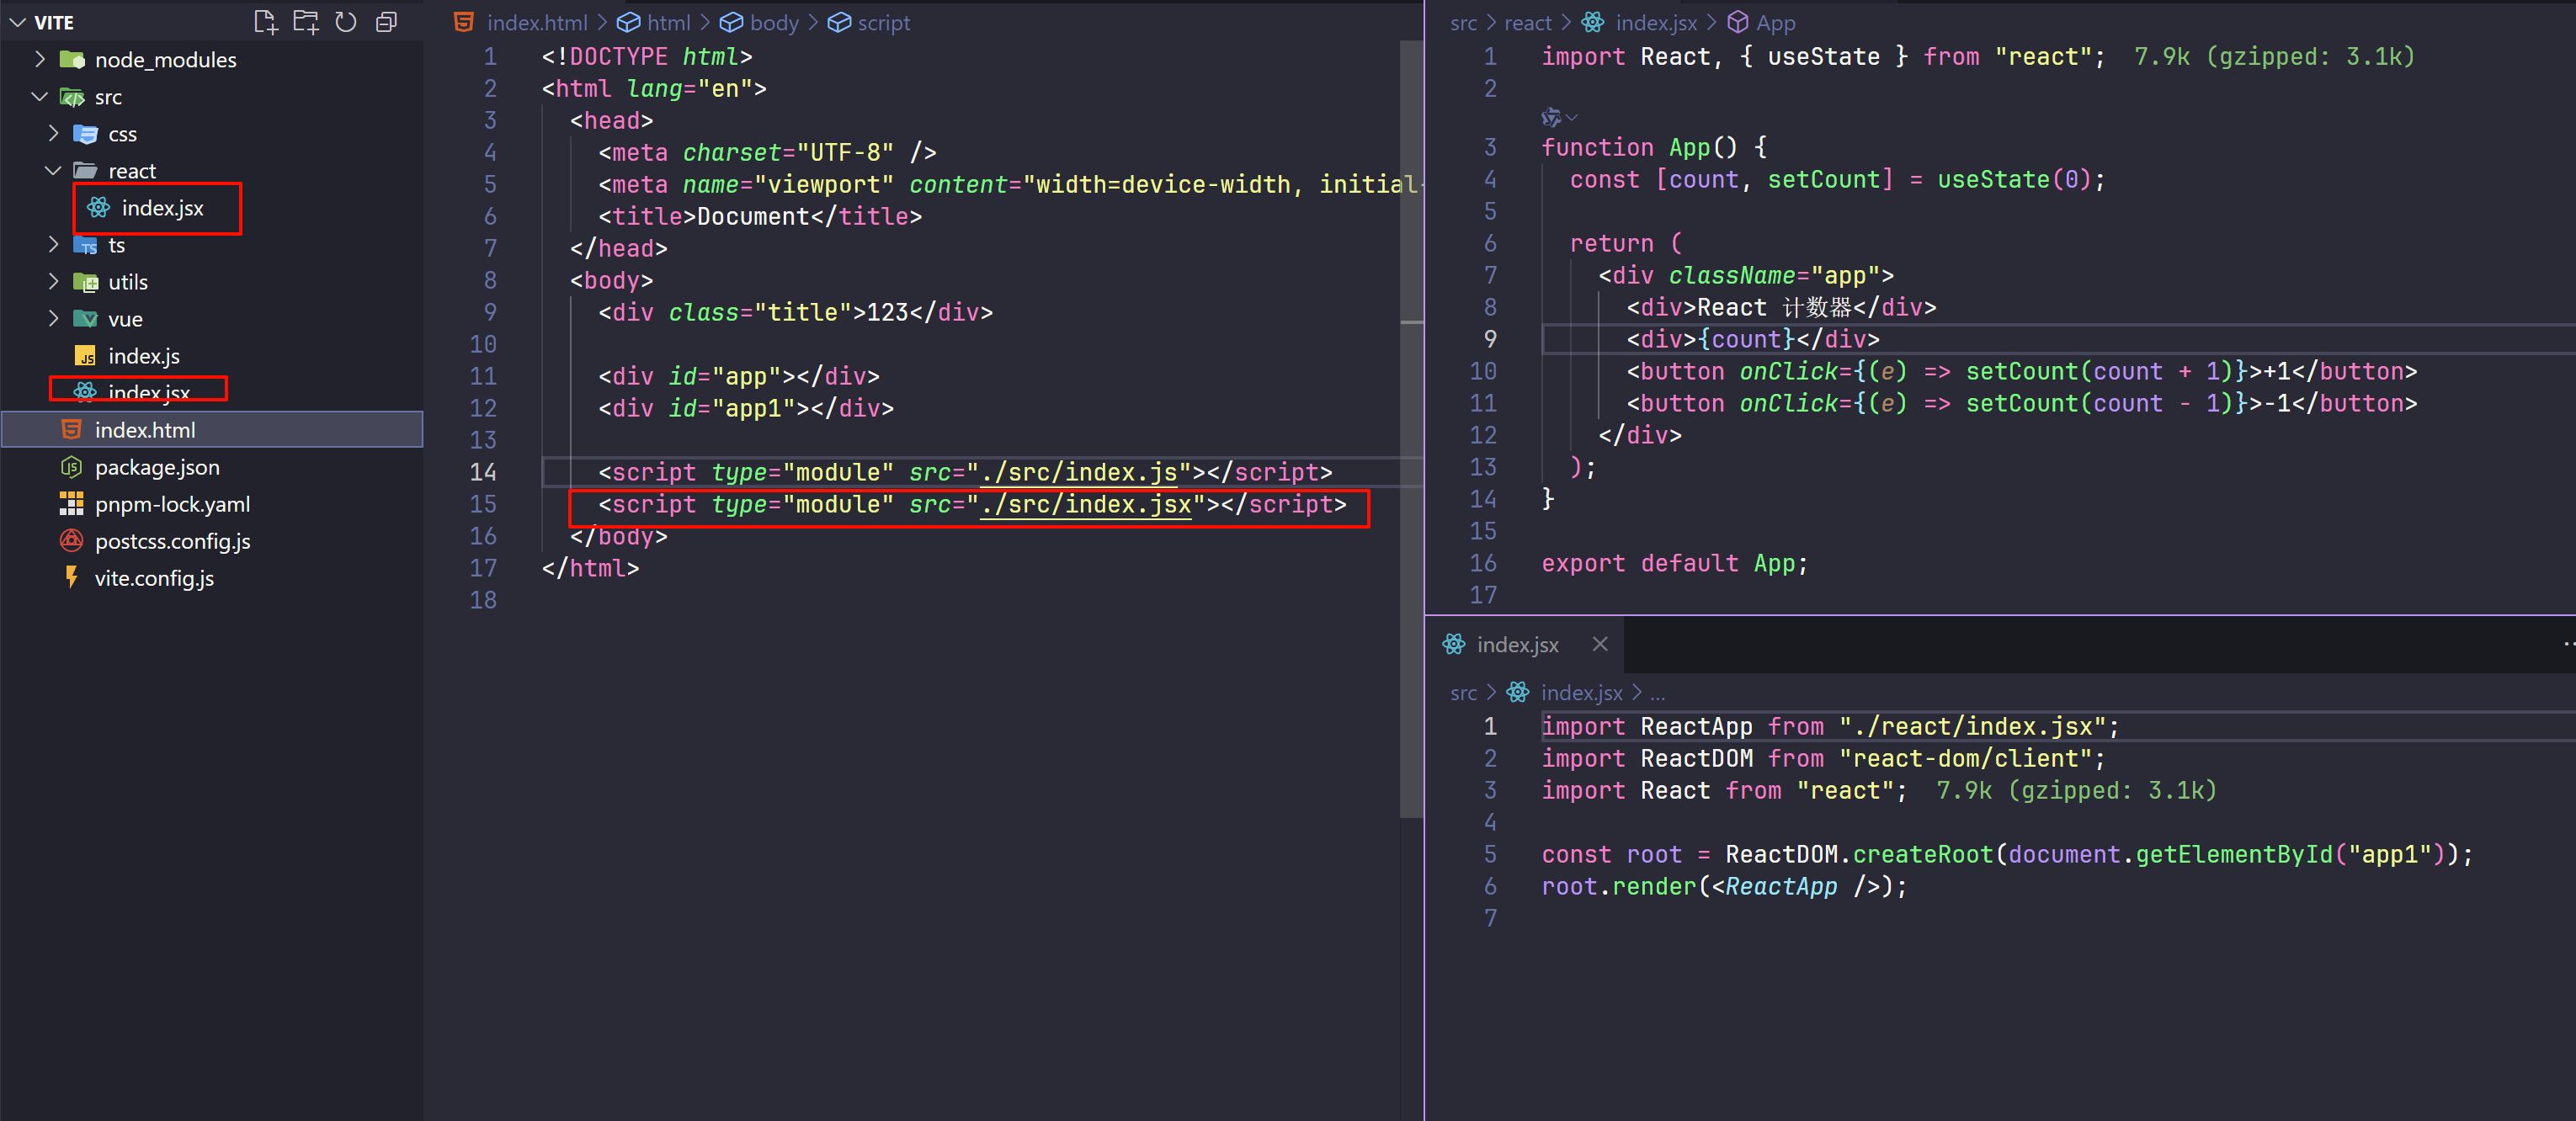 VITE
node_modules
src
css
react
index.jsx
ts
utils
vue
index.js
index.jsx
index.html
package.json
pnpm-lock.yaml
postcss.config.js
vite.config.js
index.html > html > body > script
1 <!DOCTYPE html>
2 <html lang="en">
3 <head>
4 <meta charset="UTF-8" />
5 <meta name="viewport" content="width=device-width, initial-
6 <title>Document</title>
7 </head>
8 <body>
9 <div class="title">123</div>
10
11 <div id="app"></div>
12 <div id="app1"></div>
13
14 <script type="module" src="./src/index.js"></script>
15 <script type="module" src="./src/index.jsx"></script>
16 </body>
17 </html>
18
src > react > index.jsx > App
1 import React, { useState } from "react"; 7.9k (gzipped: 3.1k)
2
3 function App() {
4 const [count, setCount] = useState(0);
5
6 return (
7 <div className="app">
8 <div>React 计数器</div>
9 <div>{count}</div>
10 <button onClick={(e) => setCount(count + 1)}>+1</button>
11 <button onClick={(e) => setCount(count - 1)}>-1</button>
12 </div>
13 );
14 }
15
16 export default App;
17
index.jsx
src > index.jsx > ...
1 import ReactApp from "./react/index.jsx";
2 import ReactDOM from "react-dom/client";
3 import React from "react"; 7.9k (gzipped: 3.1k)
4
5 const root = ReactDOM.createRoot(document.getElementById("app1"));
6 root.render(<ReactApp />);
7